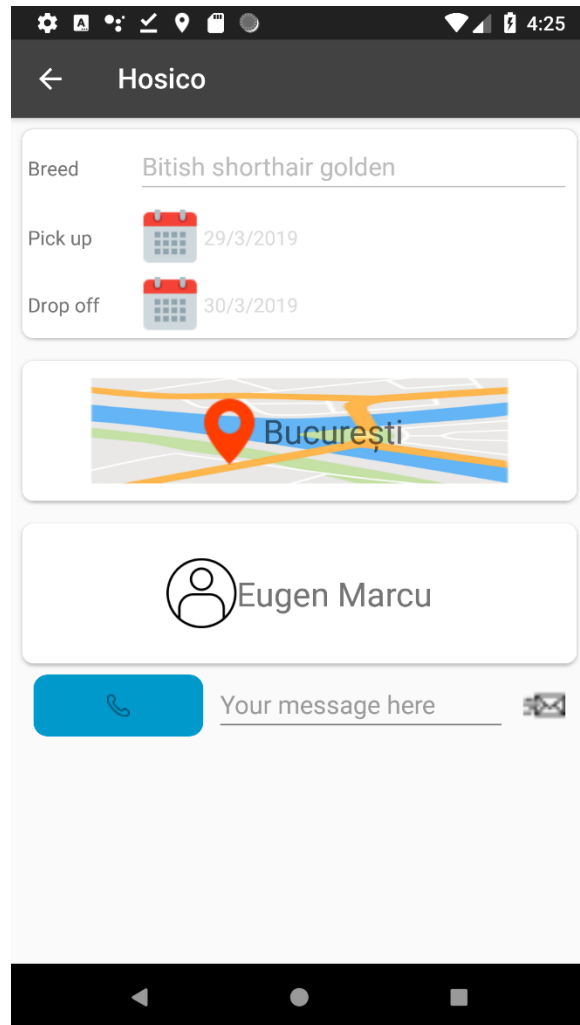 4:25
Hosico
Breed Bitish shorthair golden
Pick up 29/3/2019
Drop off 30/3/2019
București
Eugen Marcu
Your message here